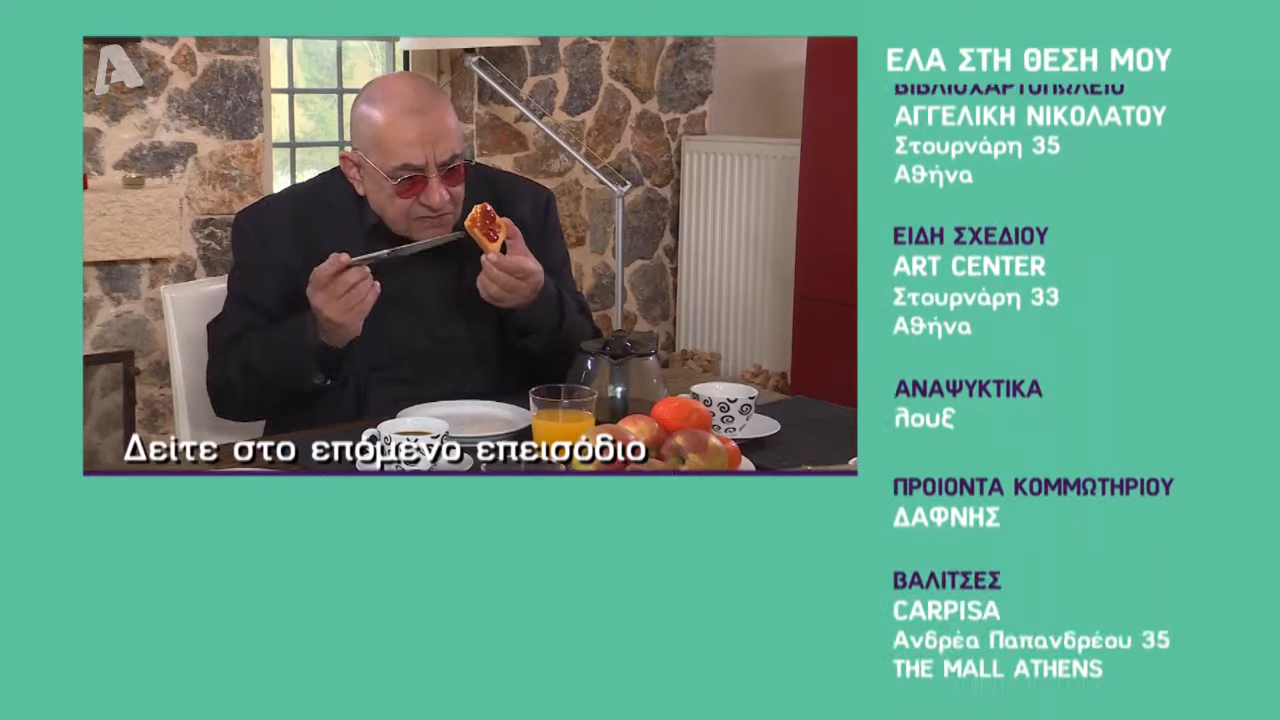 Δείτε στο επόμενο επεισόδιο
ΕΛΑ ΣΤΗ ΘΕΣΗ ΜΟΥ
ΒΙΒΛΙΟΧΑΡΤΟΠΩΛΕΙΟ
ΑΓΓΕΛΙΚΗ ΝΙΚΟΛΑΤΟΥ
Στουρνάρη 35
Αθήνα
ΕΙΔΗ ΣΧΕΔΙΟΥ
ART CENTER
Στουρνάρη 33
Αθήνα
ΑΝΑΨΥΚΤΙΚΑ
λουξ
ΠΡΟΙΟΝΤΑ ΚΟΜΜΩΤΗΡΙΟΥ
ΔΑΦΝΗΣ
ΒΑΛΙΤΣΕΣ
CARPISA
Ανδρέα Παπανδρέου 35
THE MALL ATHENS